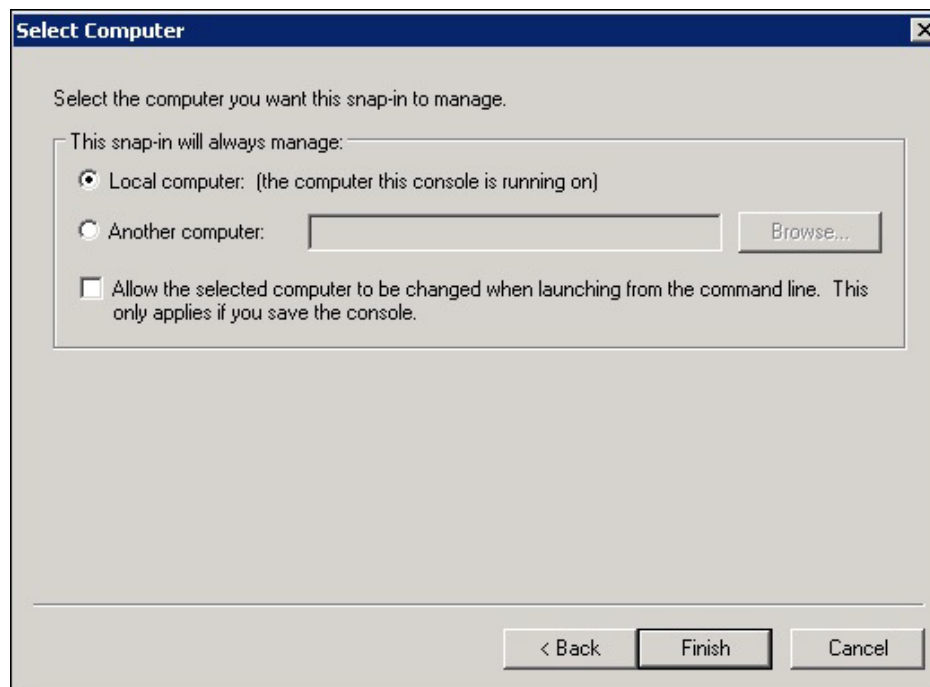 Select Computer
Select the computer you want this snap-in to manage.
This snap-in will always manage:
Local computer: (the computer this console is running on)
Another computer:
Browse...
Allow the selected computer to be changed when launching from the command line. This
only applies if you save the console.
< Back
Finish
Cancel